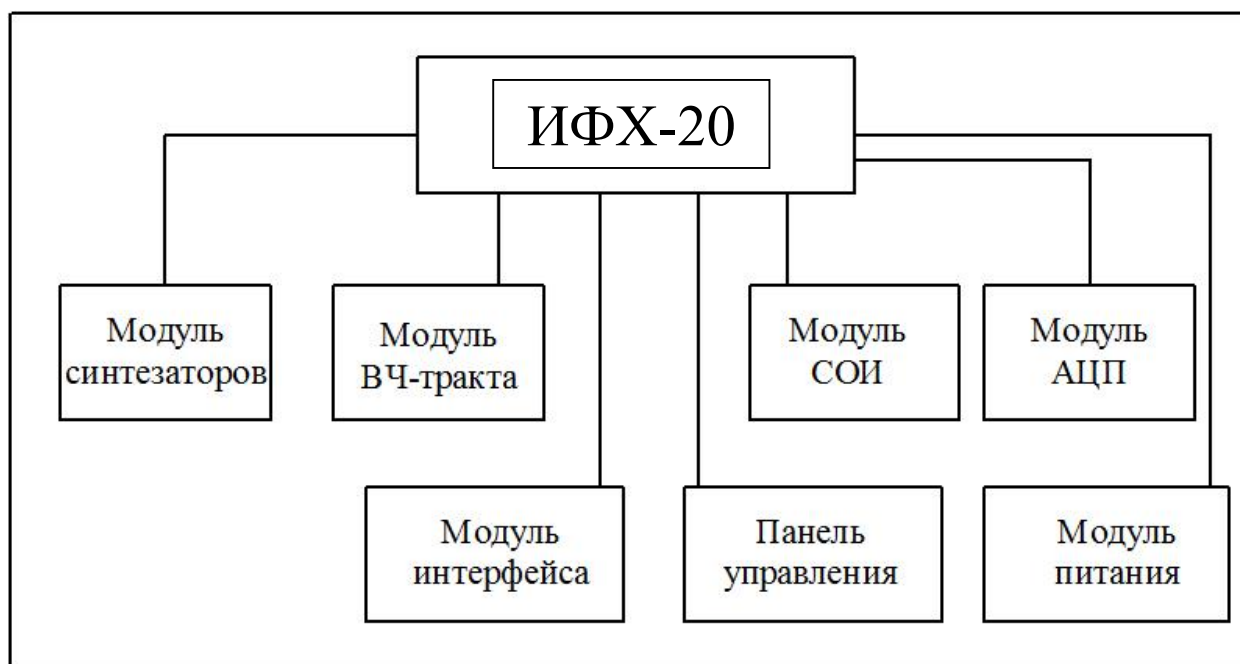 ИФХ-20
Модуль
синтезаторов
Модуль
ВЧ-тракта
Модуль
СОИ
Модуль
АЦП
Модуль
интерфейса
Панель
управления
Модуль
питания